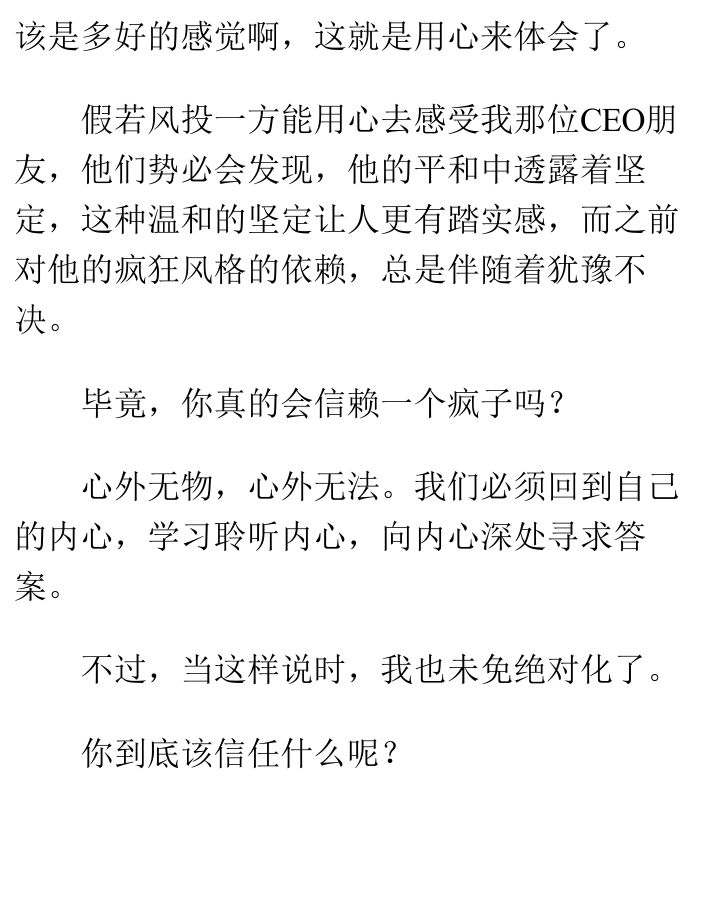 该是多好的感觉啊，这就是用心来体会了。
假若风投一方能用心去感受我那位CEO朋
友，他们势必会发现，他的平和中透露着坚
定，这种温和的坚定让人更有踏实感，而之前
对他的疯狂风格的依赖，总是伴随着犹豫不
决。
毕竟，你真的会信赖一个疯子吗？
心外无物，心外无法。我们必须回到自己
的内心，学习聆听内心，向内心深处寻求答
案。
不过，当这样说时，我也未免绝对化了。
你到底该信任什么呢？